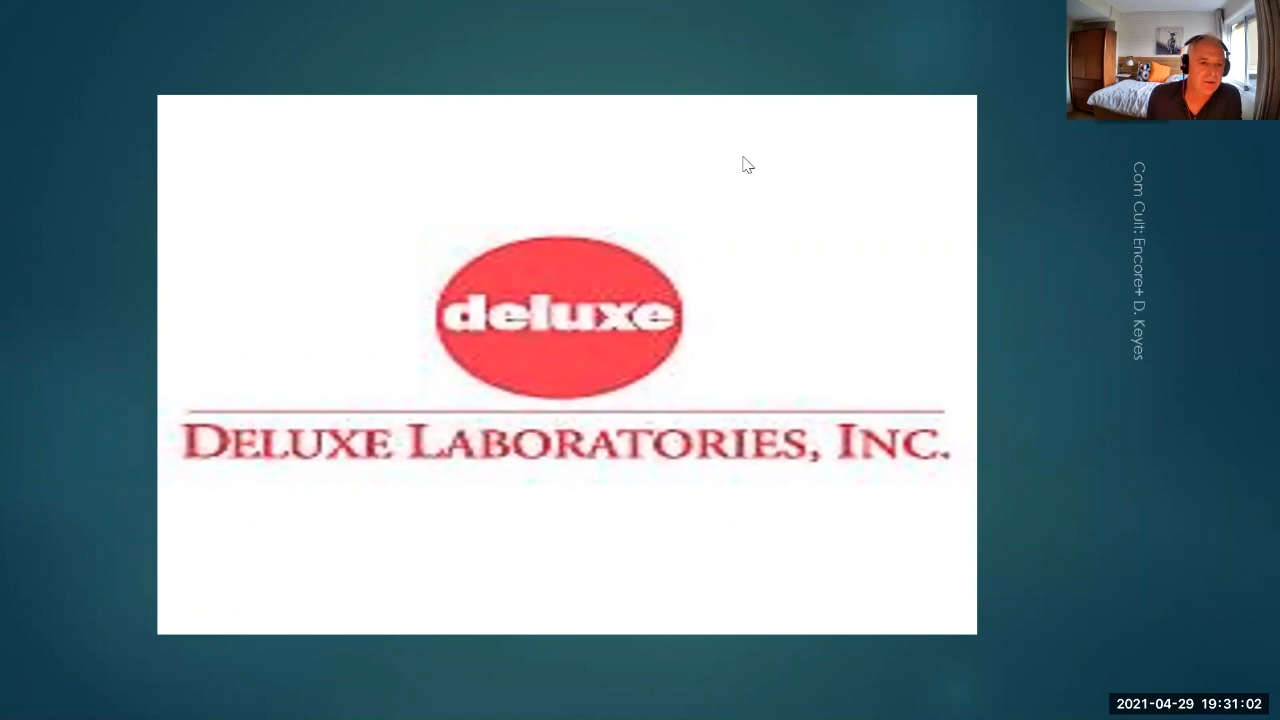 deluxe
DELUXE LABORATORIES, INC.
Com Cult: Encore+ D. Keyes
2021-04-29 19:31:02